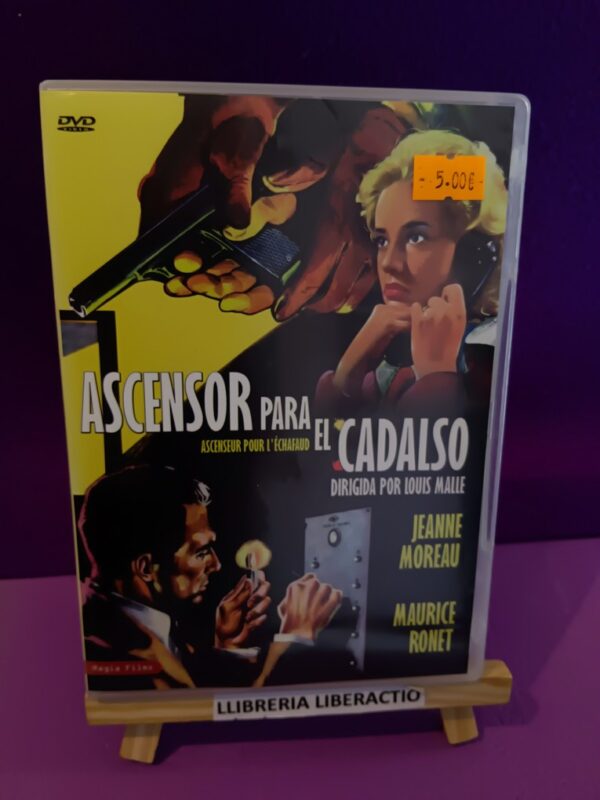 DVD
VIDEO
5.00€
ASCENSOR PARA
EL CADALSO
ASCENSEUR POUR L'ÉCHAFAUD
DIRIGIDA POR LOUIS MALLE
JEANNE
MOREAU
MAURICE
RONET
Magia Films
LLIBRERIA LIBERACTIO